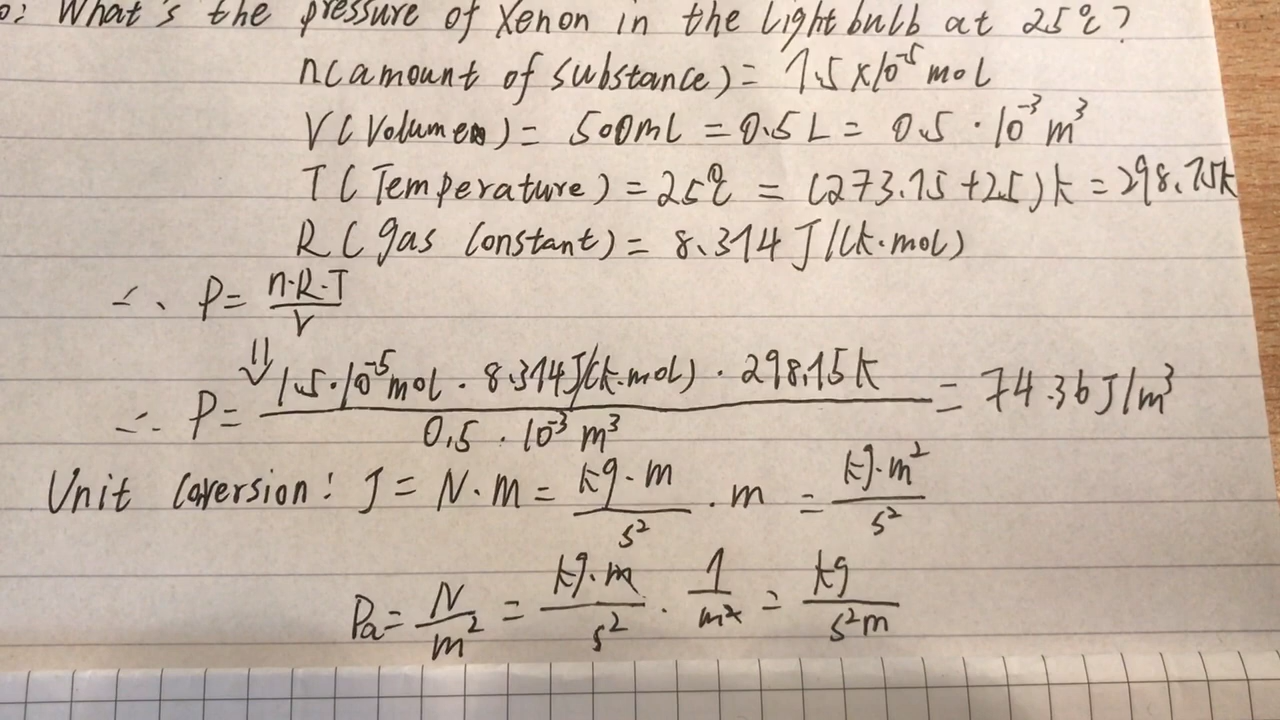 o: What's the pressure of Xenon in the Light bulb at 25℃?
n(amount of substance) = 1.5 x10⁻⁵ mol
V(Volume) = 500mL = 0.5L = 0.5 · 10⁻³ m³
T(Temperature) = 25℃ = (273.15+25)k = 298.15k
R(gas constant) = 8.314 J/(k·mol)
∴ P = n·R·T / V
⇓
∴ P = 1.5·10⁻⁵mol · 8.314J/(k·mol) · 298.15k / 0.5 · 10⁻³ m³ = 74.36 J/m³
Unit conversion: J = N·m = kg·m / s² · m = kg·m² / s²
Pa = N / m² = kg·m / s² · 1 / m² = kg / s²m